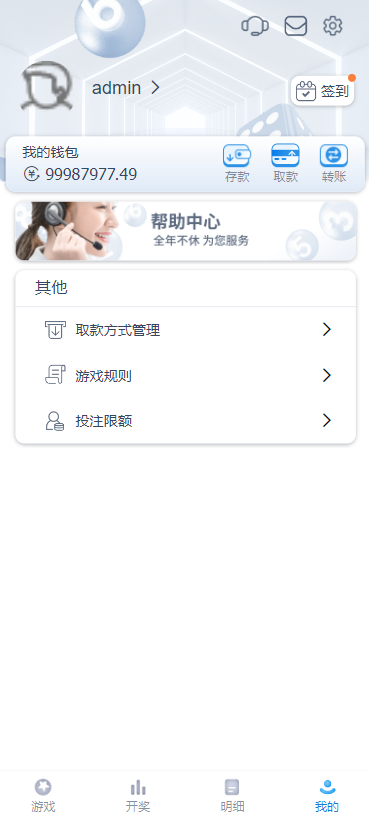 admin
签到
我的钱包
99987977.49
存款
取款
转账
帮助中心
全年不休 为您服务
其他
取款方式管理
游戏规则
投注限额
游戏
开奖
明细
我的